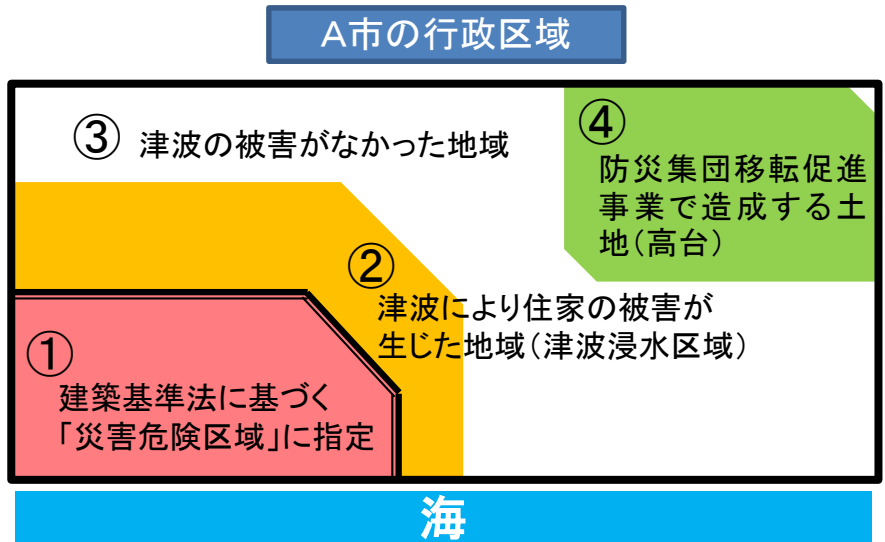 A市の行政区域
③ 津波の被害がなかった地域
④
防災集団移転促進
事業で造成する土
地(高台)
②
津波により住家の被害が
生じた地域(津波浸水区域)
①
建築基準法に基づく
「災害危険区域」に指定
海